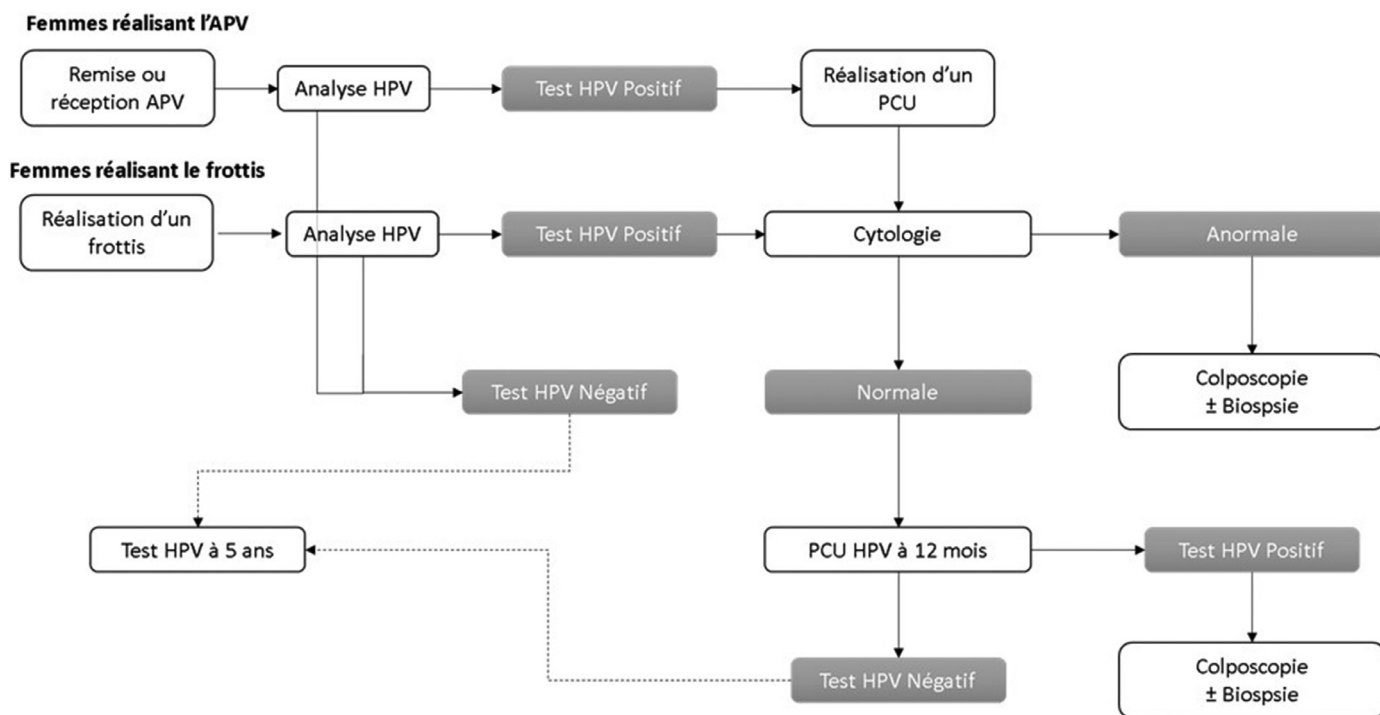 Femmes réalisant l'APV
Remise ou
réception APV
Analyse HPV
Test HPV Positif
Réalisation d'un
PCU
Femmes réalisant le frottis
Réalisation d'un
frottis
Analyse HPV
Test HPV Positif
Cytologie
Anormale
Test HPV Négatif
Normale
Colposcopie
± Biospsie
Test HPV à 5 ans
PCU HPV à 12 mois
Test HPV Positif
Test HPV Négatif
Colposcopie
± Biospsie